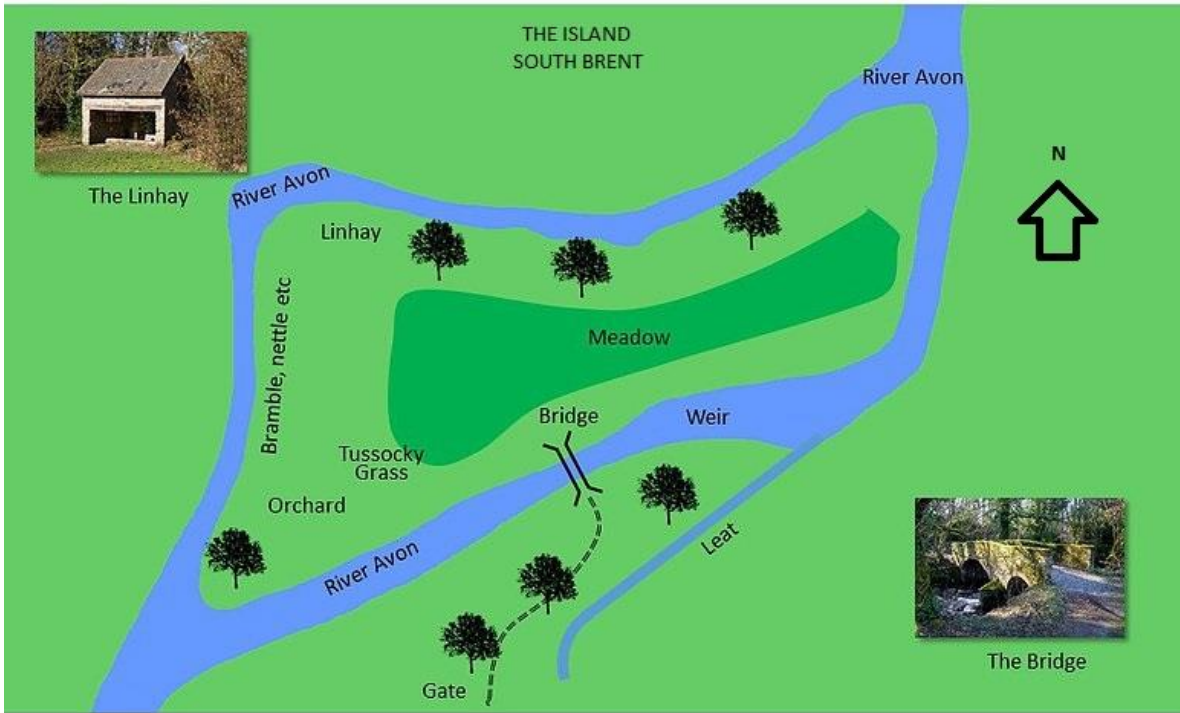 THE ISLAND
SOUTH BRENT
River Avon
N
The Linhay
River Avon
Linhay
Bramble, nettle etc
Meadow
Bridge
Weir
Tussocky
Grass
Orchard
River Avon
Leat
Gate
The Bridge